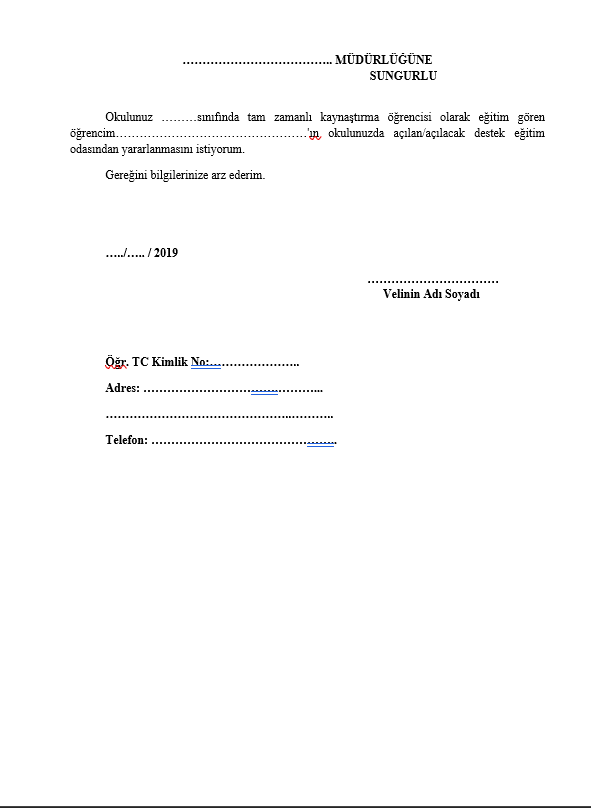 ……………………………….. MÜDÜRLÜĞÜNE
SUNGURLU
Okulunuz ………sınıfında tam zamanlı kaynaştırma öğrencisi olarak eğitim gören
öğrencim…………………………………………'ın okulunuzda açılan/açılacak destek eğitim
odasından yararlanmasını istiyorum.
Gereğini bilgilerinize arz ederim.
…../….. / 2019
……………………………
Velinin Adı Soyadı
Öğr. TC Kimlik No:…………………..
Adres: ……………………………………...
………………………………………..………..
Telefon: ……………………………………….